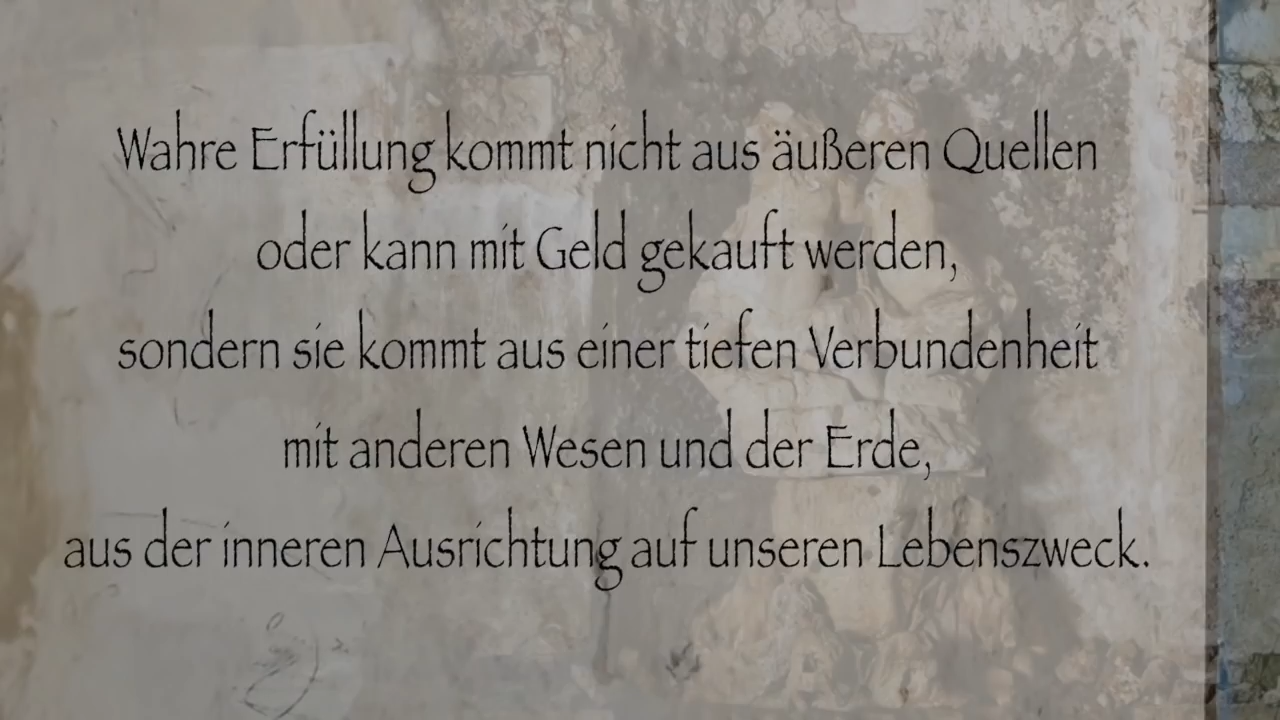 Wahre Erfüllung kommt nicht aus äußeren Quellen
oder kann mit Geld gekauft werden,
sondern sie kommt aus einer tiefen Verbundenheit
mit anderen Wesen und der Erde,
aus der inneren Ausrichtung auf unseren Lebenszweck.